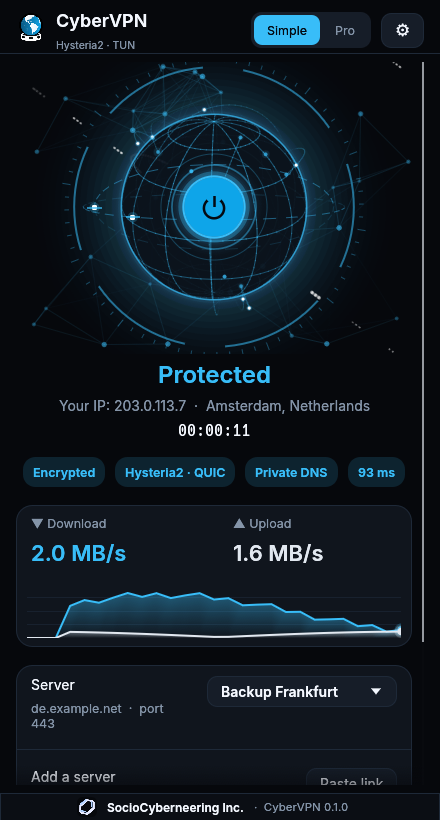 CyberVPN
Hysteria2 · TUN
Simple
Pro
Protected
Your IP: 203.0.113.7 · Amsterdam, Netherlands
00:00:11
Encrypted
Hysteria2 · QUIC
Private DNS
93 ms
▼ Download
▲ Upload
2.0 MB/s
1.6 MB/s
Server
Backup Frankfurt
de.example.net · port
443
Add a server
Paste link
SocioCyberneering Inc. · CyberVPN 0.1.0